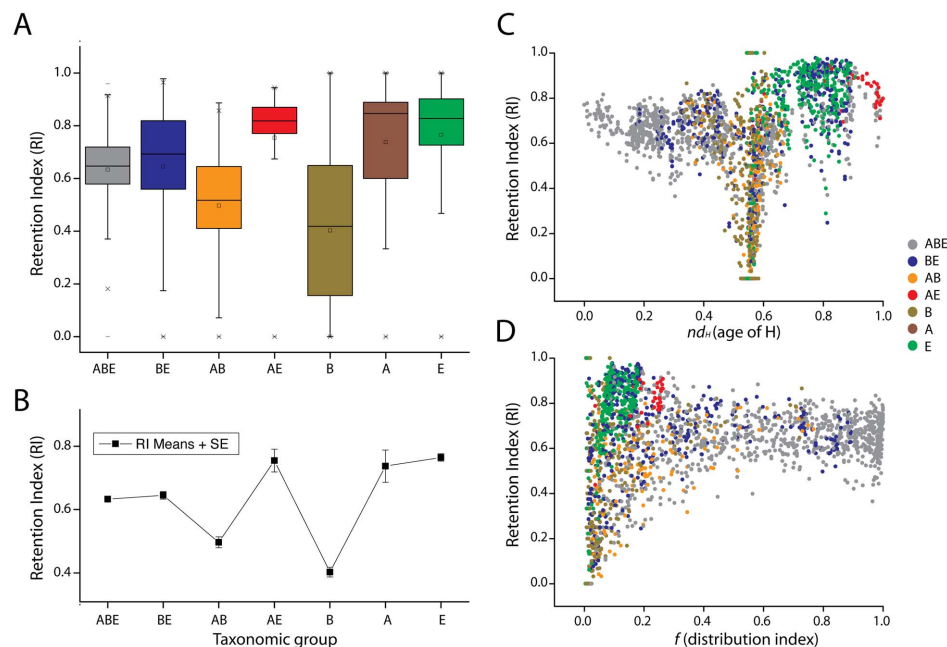 A
Retention Index (RI)
1.0
0.8
0.6
0.4
0.2
0.0
ABE BE AB AE B A E
B
Retention Index (RI)
0.8
0.6
0.4
RI Means + SE
ABE BE AB AE B A E
Taxonomic group
C
Retention Index (RI)
1.0
0.8
0.6
0.4
0.2
0.0
0.0 0.2 0.4 0.6 0.8 1.0
ndH (age of H)
ABE
BE
AB
AE
B
A
E
D
Retention Index (RI)
1.0
0.8
0.6
0.4
0.2
0.0
0.0 0.2 0.4 0.6 0.8 1.0
f (distribution index)